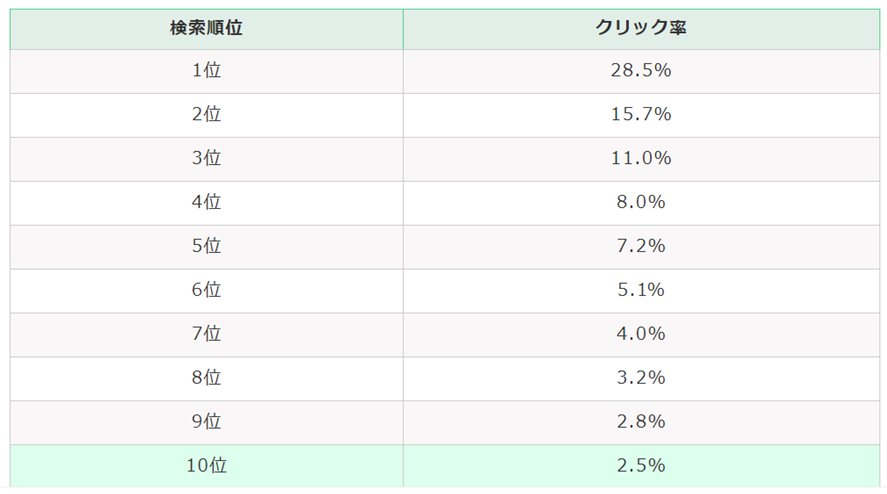 検索順位 クリック率
1位 28.5%
2位 15.7%
3位 11.0%
4位 8.0%
5位 7.2%
6位 5.1%
7位 4.0%
8位 3.2%
9位 2.8%
10位 2.5%